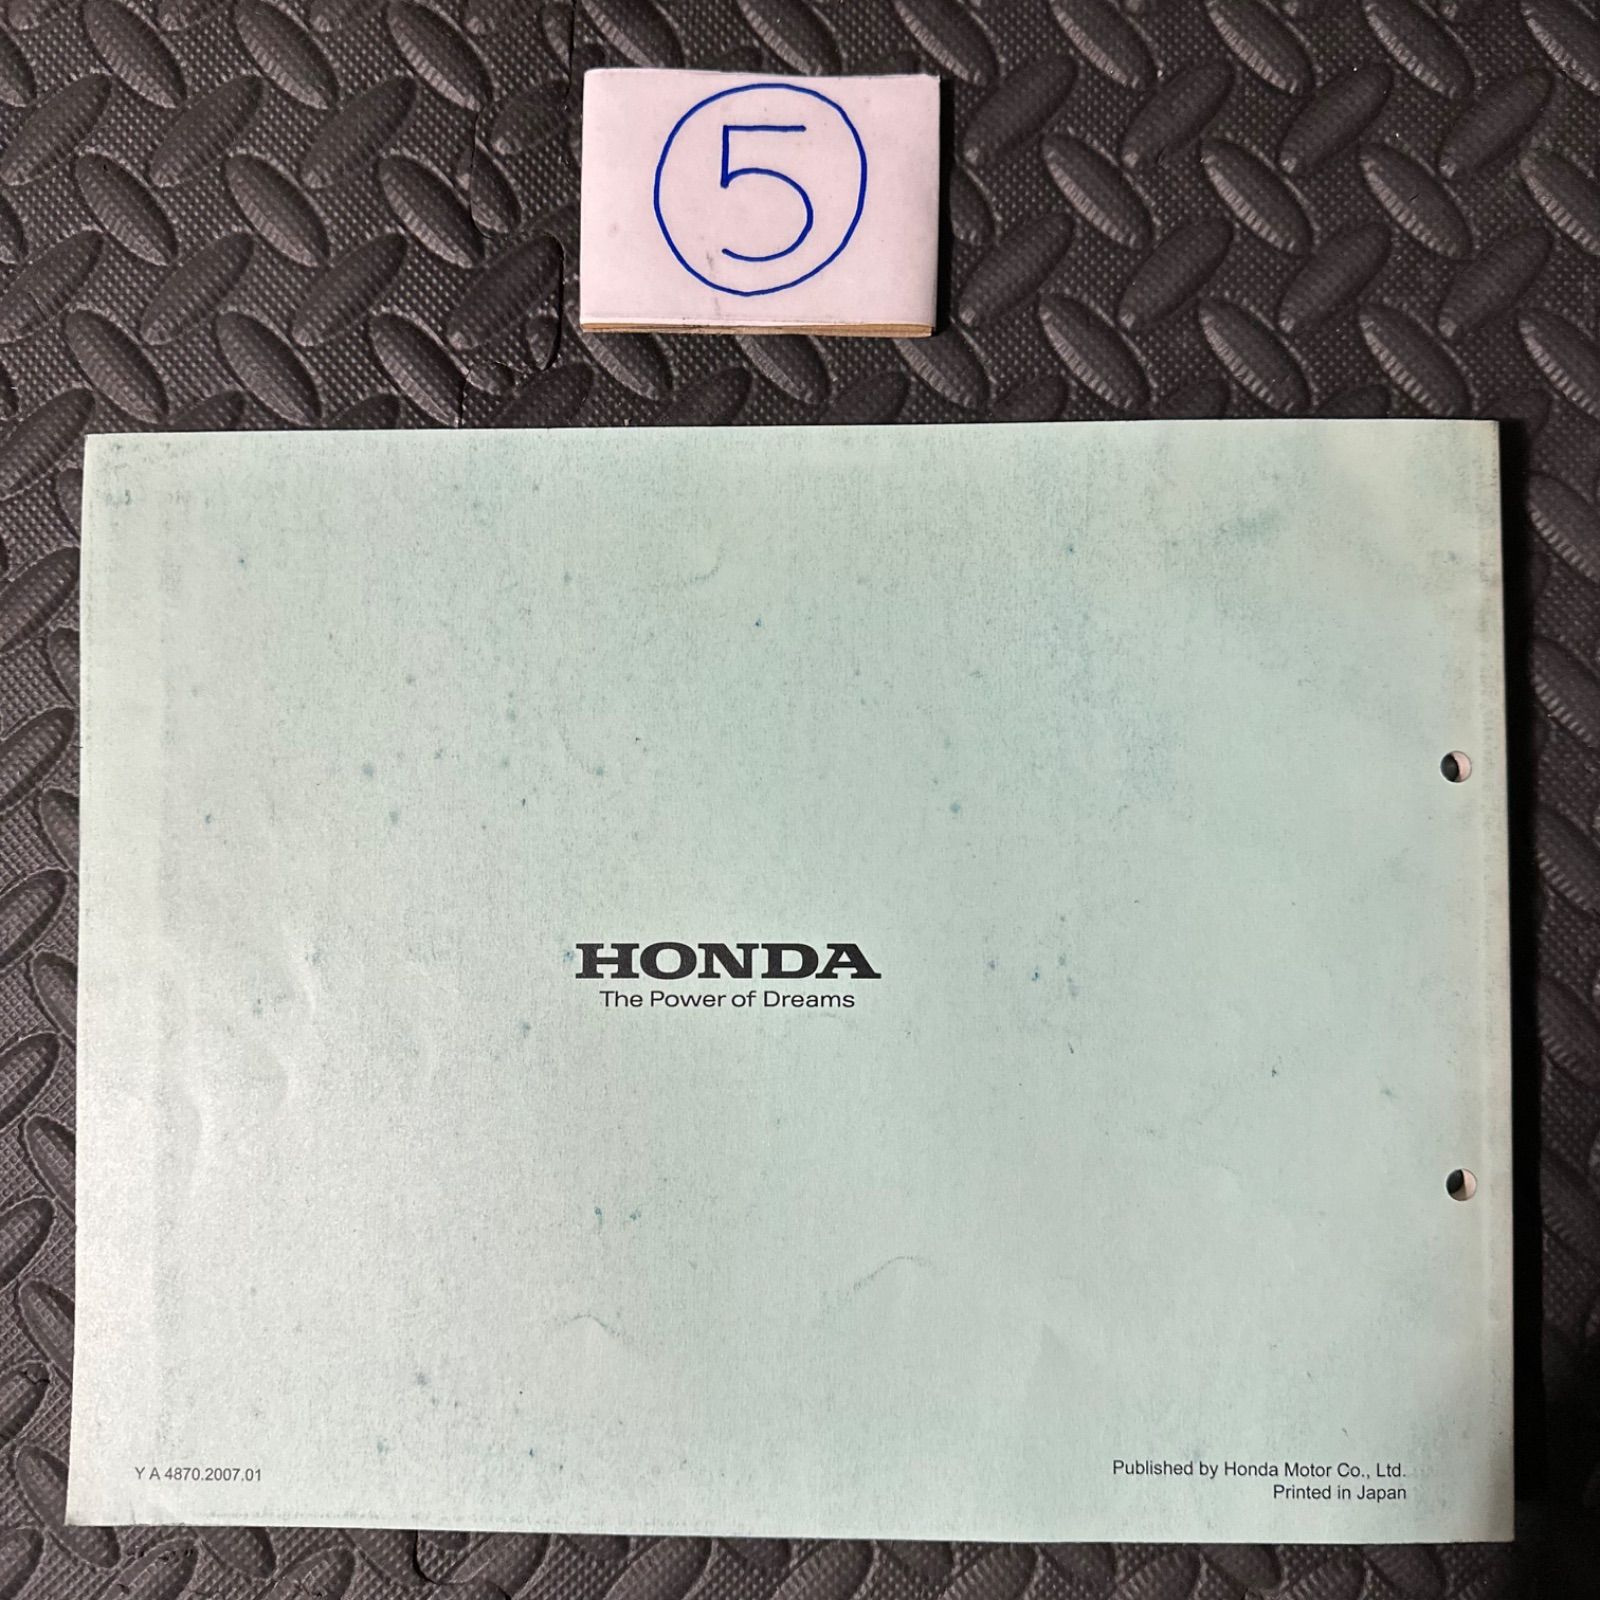 5
HONDA
The Power of Dreams
Y A 4870.2007.01
Published by Honda Motor Co., Ltd.
Printed in Japan